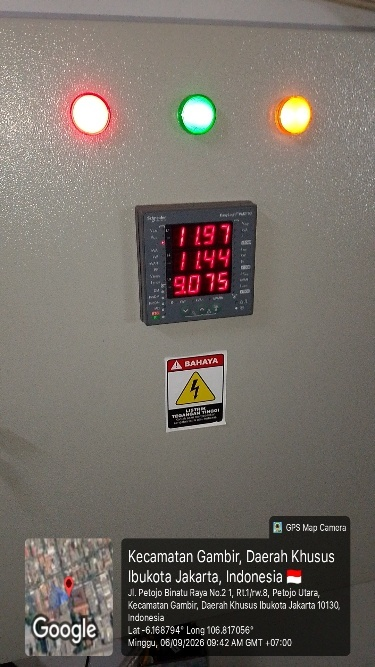 Schneider
11.97
11.44
9.075
BAHAYA
LISTRIK
TEGANGAN TINGGI
GPS Map Camera
Kecamatan Gambir, Daerah Khusus
Ibukota Jakarta, Indonesia 🇮🇩
Jl. Petojo Binatu Raya No.2 1, Rt.1/rw.8, Petojo Utara,
Kecamatan Gambir, Daerah Khusus Ibukota Jakarta 10130,
Indonesia
Lat -6.168794° Long 106.817056°
Minggu, 06/09/2026 09:42 AM GMT +07:00
Google